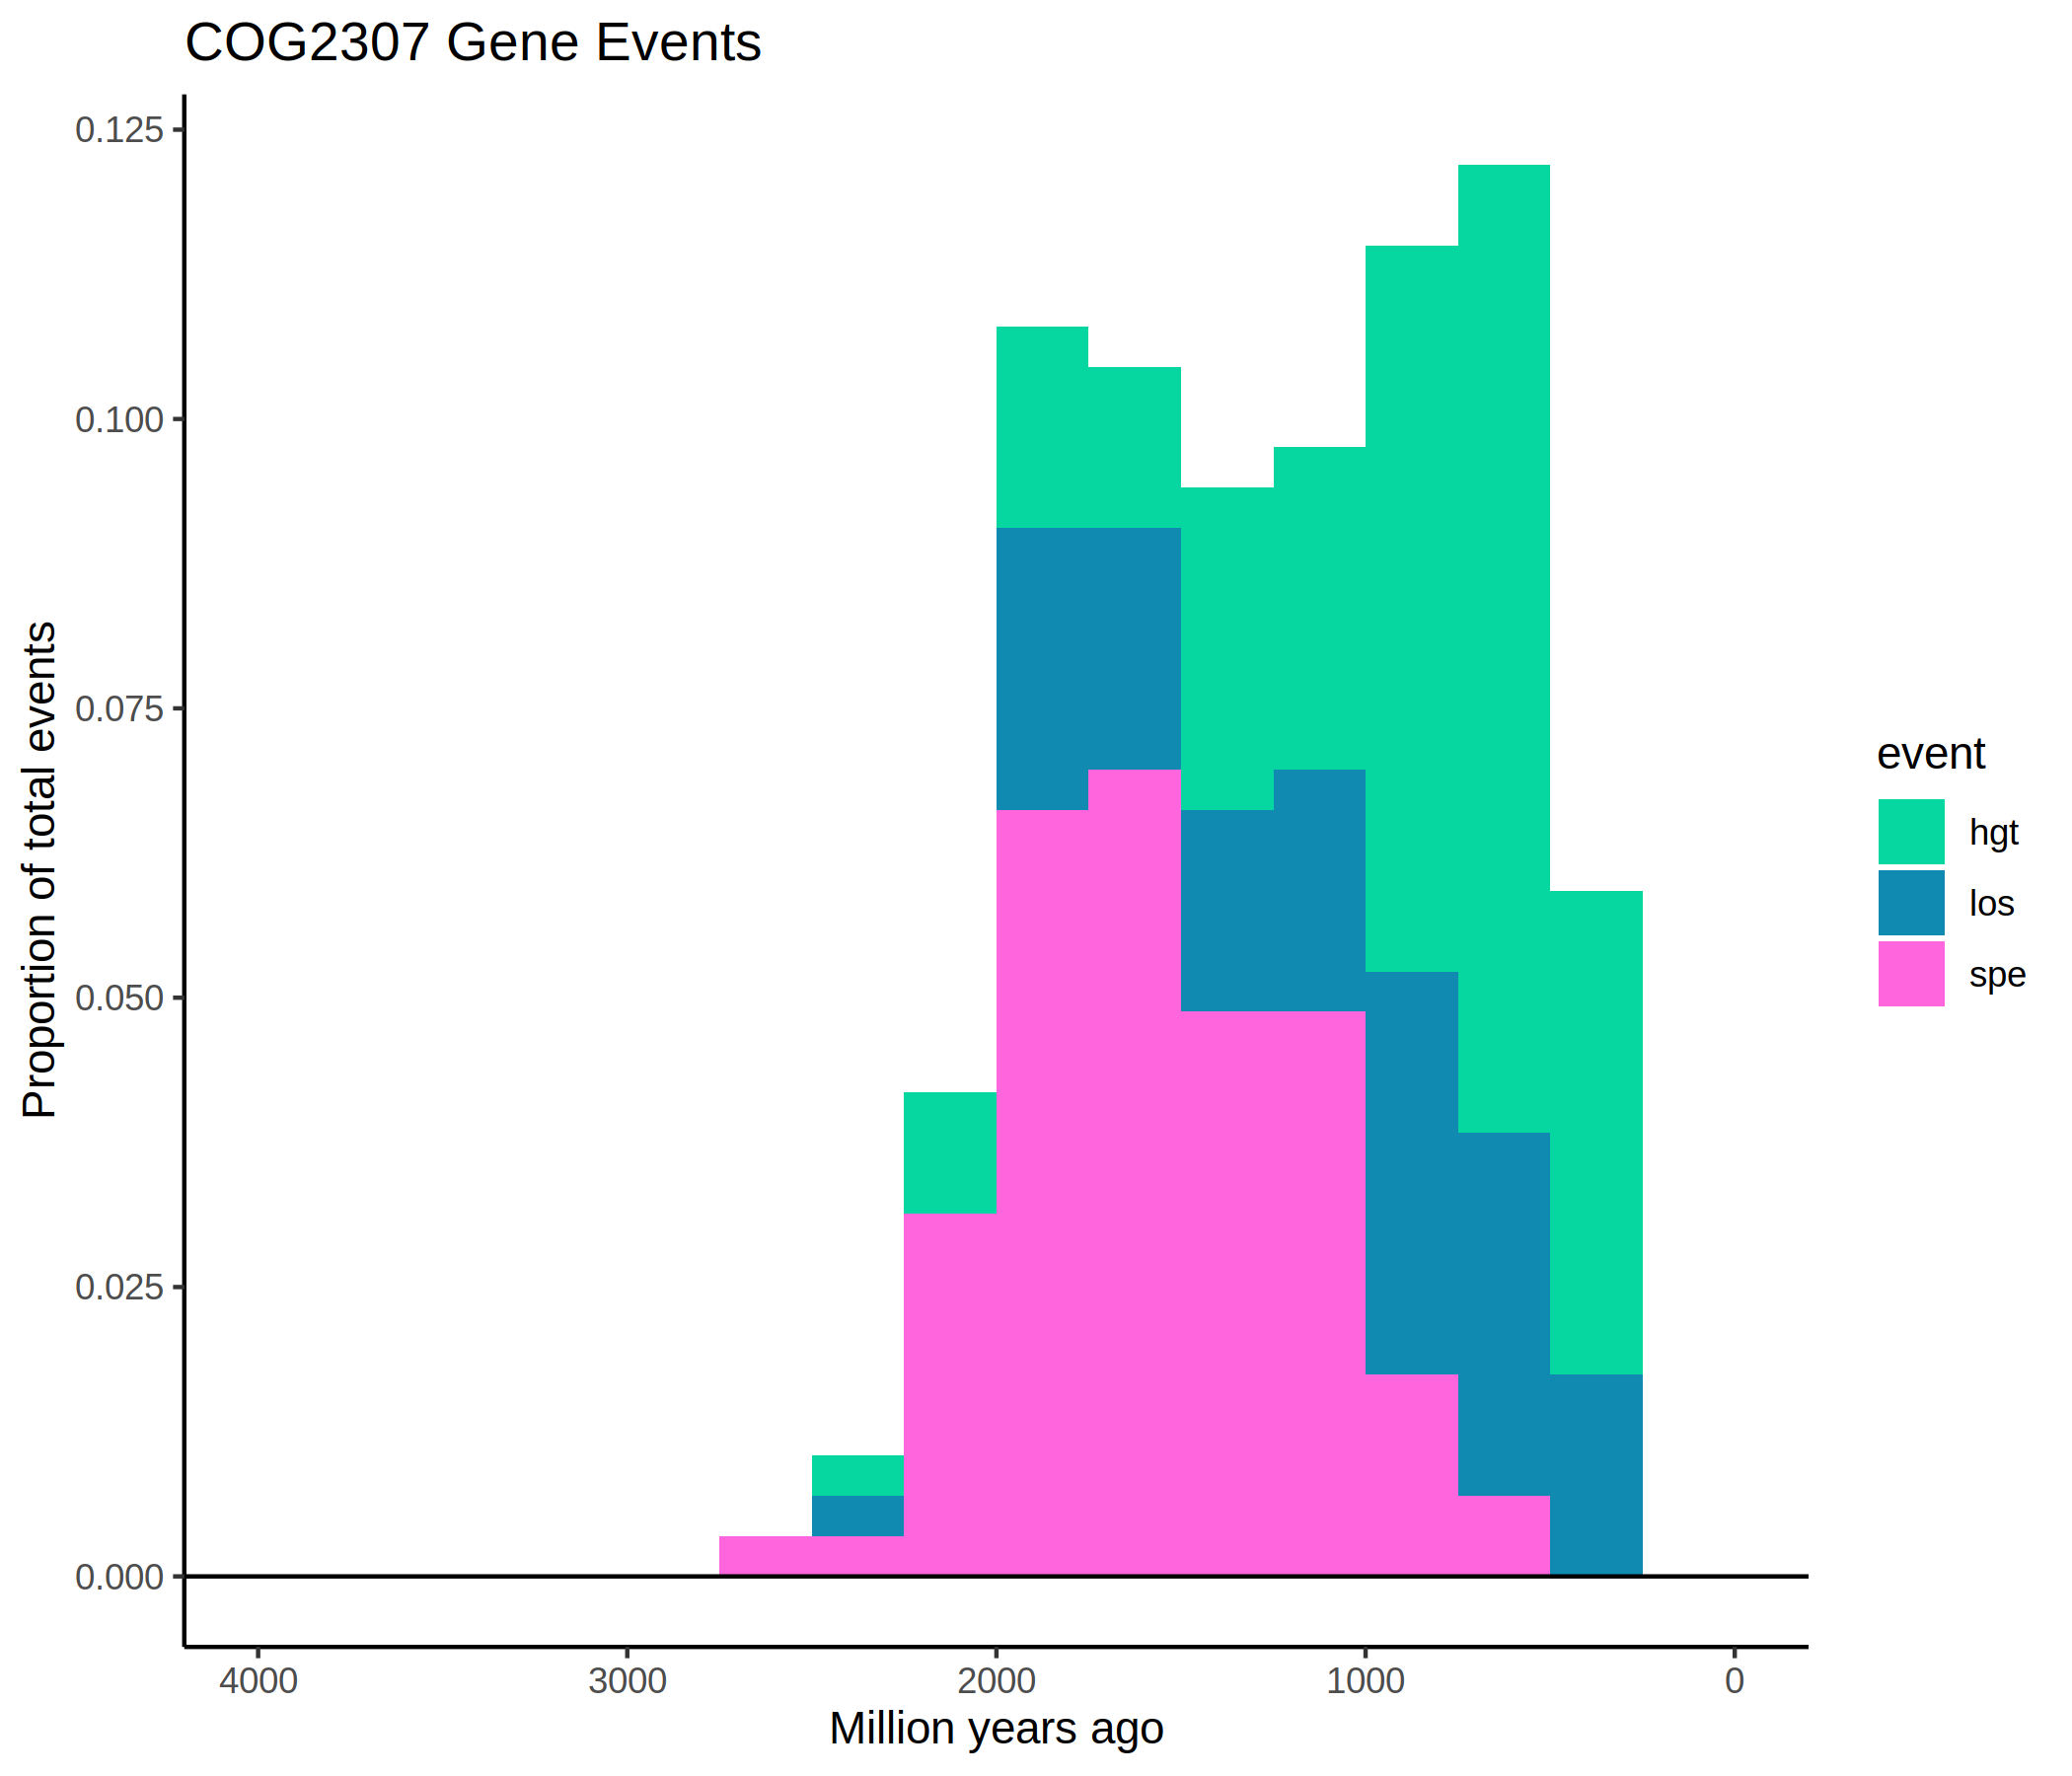 COG2307 Gene Events
0.125
0.100
0.075
0.050
0.025
0.000
Proportion of total events
4000 3000 2000 1000 0
Million years ago
event
hgt
los
spe